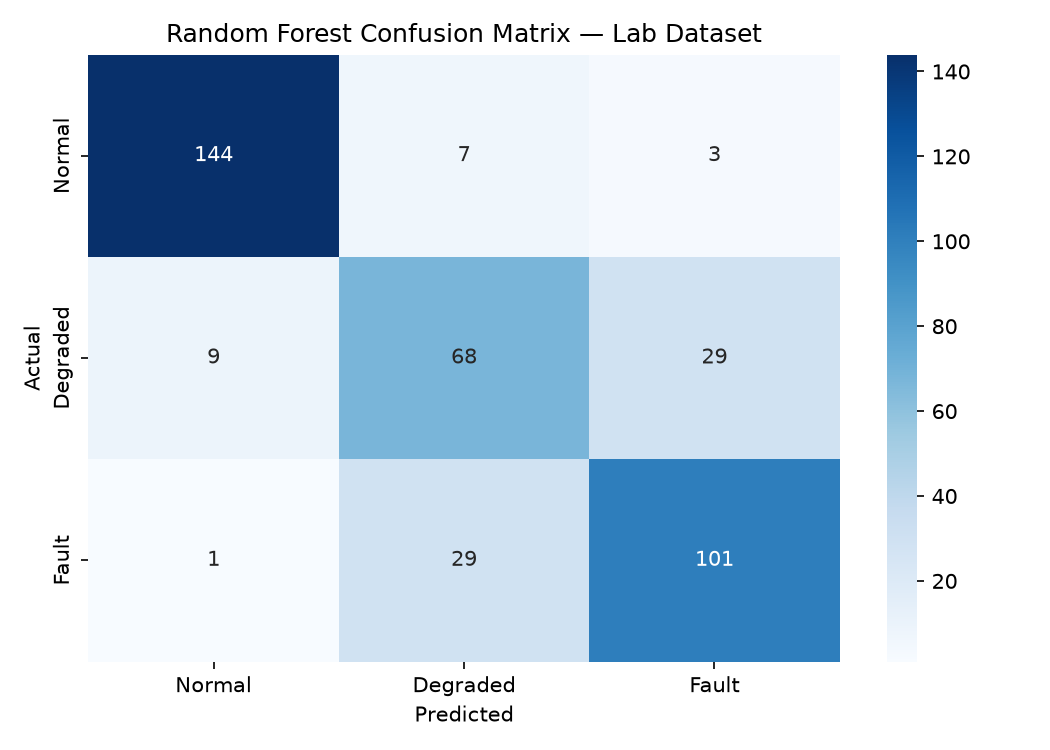 Random Forest Confusion Matrix — Lab Dataset
Actual
Normal
144
7
3
Degraded
9
68
29
Fault
1
29
101
Normal
Degraded
Fault
Predicted
140
120
100
80
60
40
20